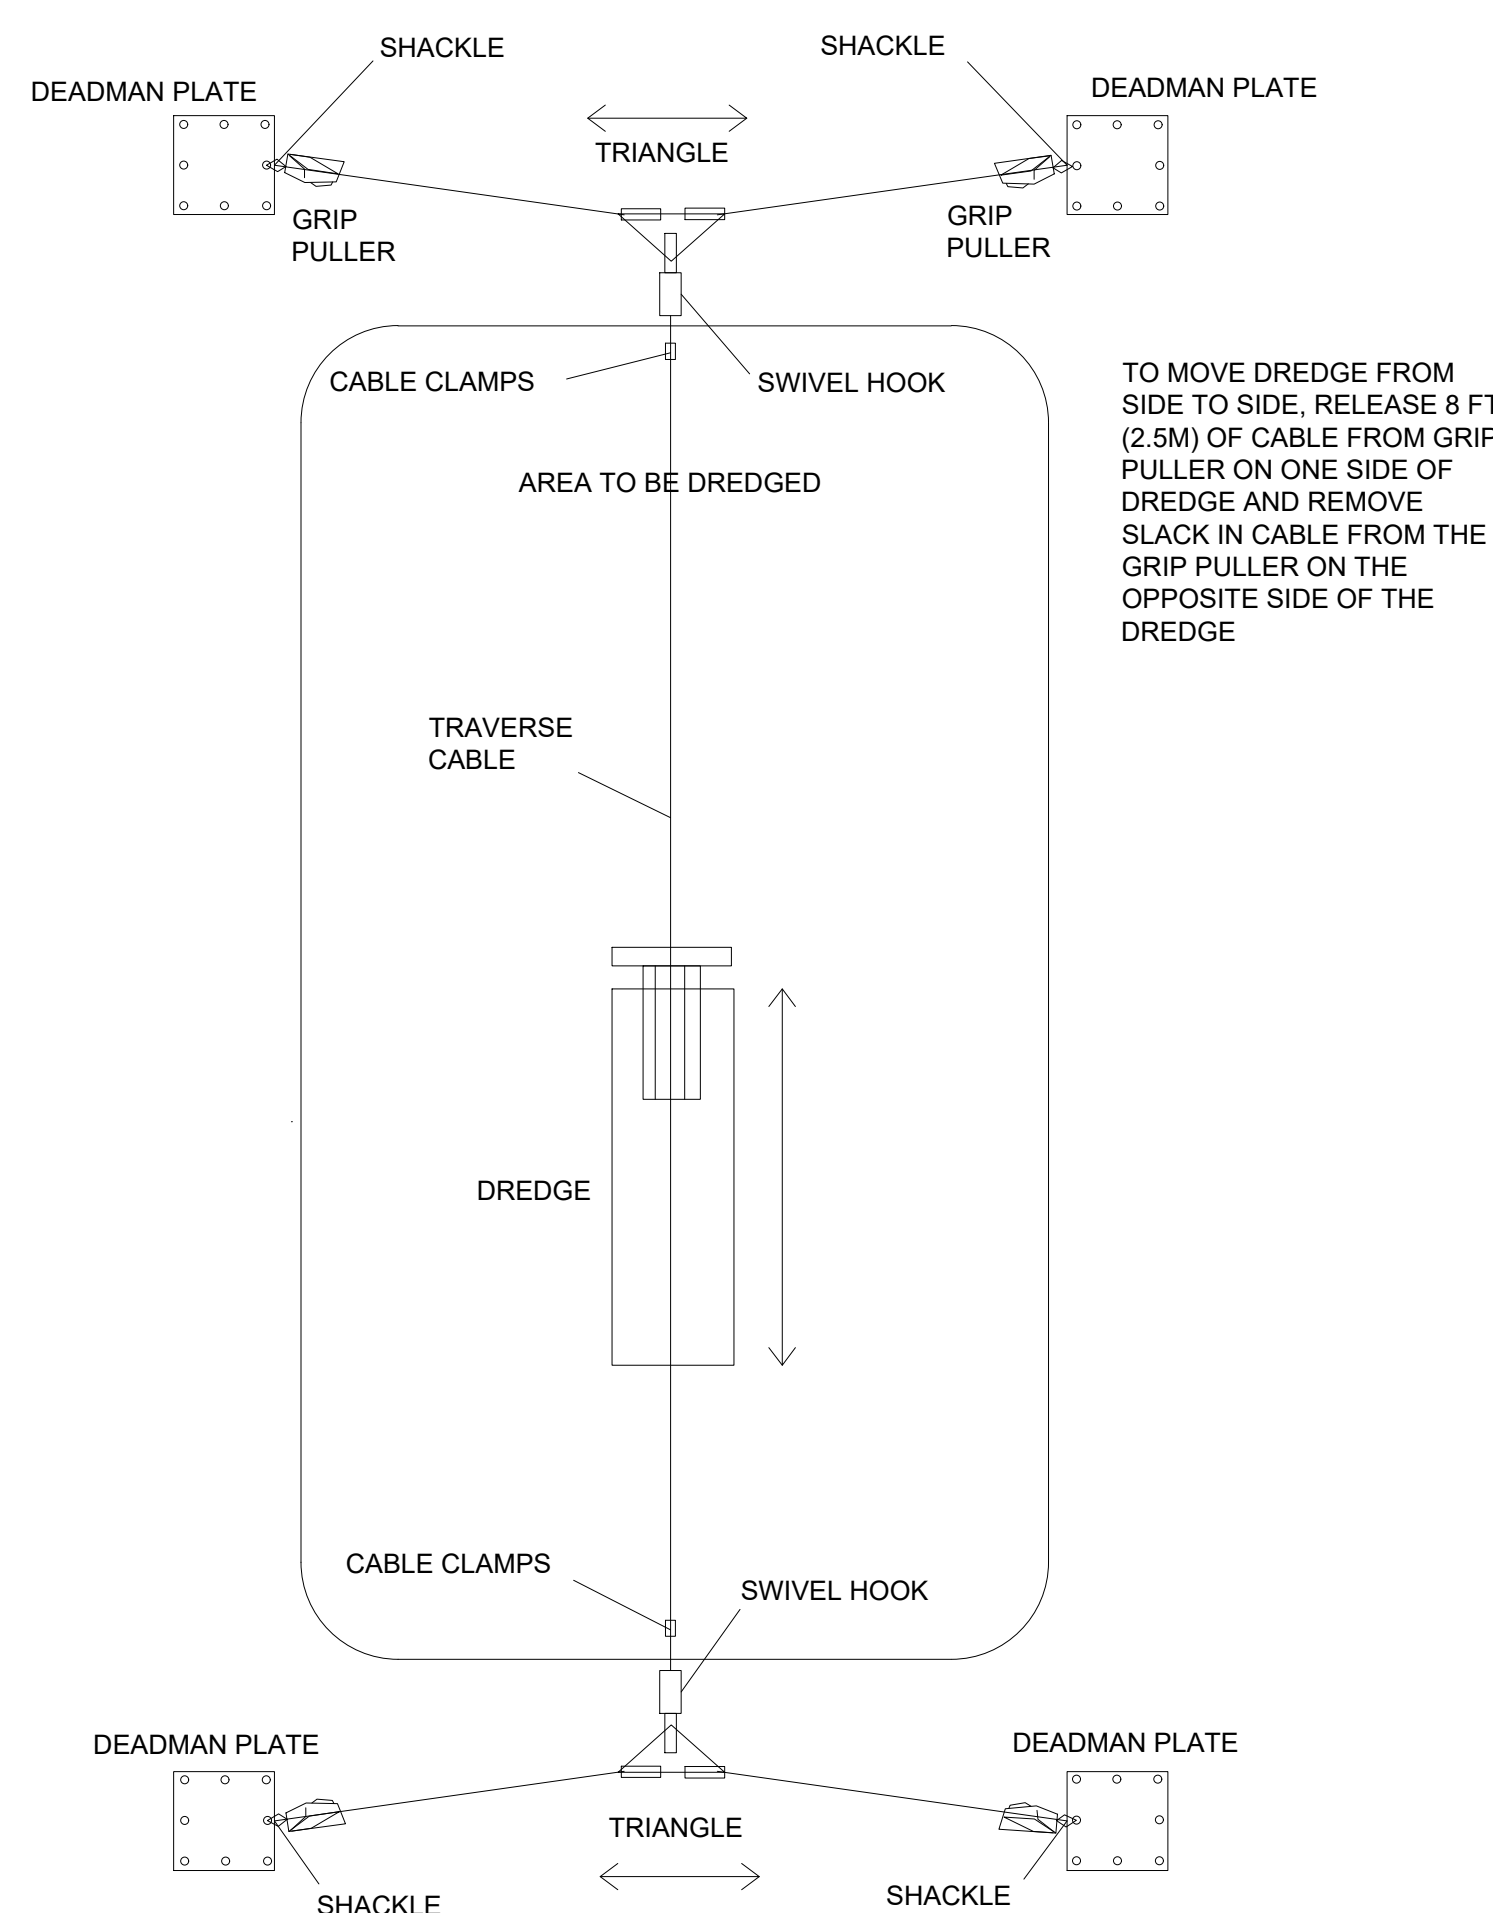 SHACKLE
SHACKLE
DEADMAN PLATE
DEADMAN PLATE
TRIANGLE
GRIP
PULLER
GRIP
PULLER
CABLE CLAMPS
SWIVEL HOOK
TO MOVE DREDGE FROM
SIDE TO SIDE, RELEASE 8 FT
(2.5M) OF CABLE FROM GRIP
PULLER ON ONE SIDE OF
DREDGE AND REMOVE
SLACK IN CABLE FROM THE
GRIP PULLER ON THE
OPPOSITE SIDE OF THE
DREDGE
AREA TO BE DREDGED
TRAVERSE
CABLE
DREDGE
CABLE CLAMPS
SWIVEL HOOK
DEADMAN PLATE
DEADMAN PLATE
TRIANGLE
SHACKLE
SHACKLE